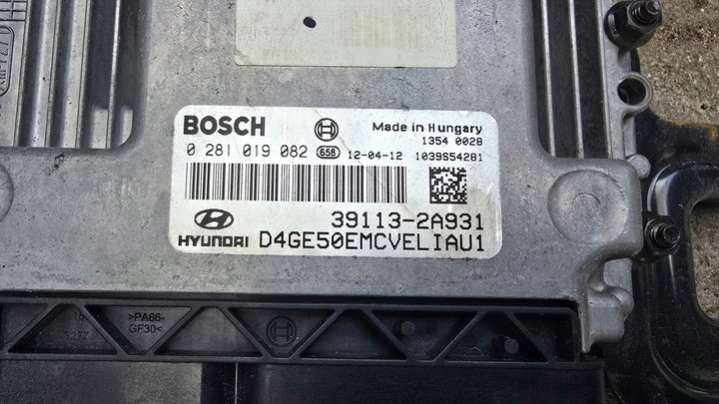 BOSCH
Made in Hungary
1354 0028
0 281 019 082 658 12-04-12 1039S54281
39113-2A931
HYUNDAI D4GE50EMCVELIAU1
>PA66-
GF30<